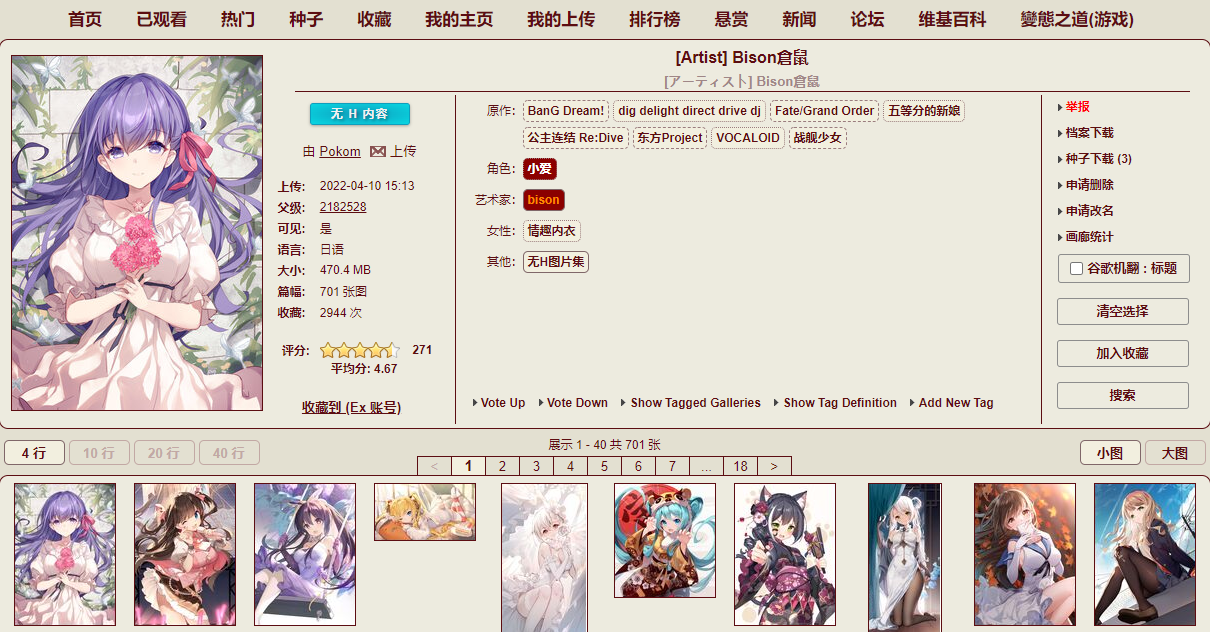 首页 已观看 热门 种子 收藏 我的主页 我的上传 排行榜 悬赏 新闻 论坛 维基百科 變態之道(游戏)
[Artist] Bison倉鼠
[アーティスト] Bison倉鼠
无 H 内容
由 Pokom 上传
上传: 2022-04-10 15:13
父级: 2182528
可见: 是
语言: 日语
大小: 470.4 MB
篇幅: 701 张图
收藏: 2944 次
评分: 271
平均分: 4.67
收藏到 (Ex 账号)
原作: BanG Dream! dig delight direct drive dj Fate/Grand Order 五等分的新娘
公主连结 Re:Dive 东方Project VOCALOID 战舰少女
角色: 小爱
艺术家: bison
女性: 情趣内衣
其他: 无H图片集
Vote Up Vote Down Show Tagged Galleries Show Tag Definition Add New Tag
举报
档案下载
种子下载 (3)
申请删除
申请改名
画廊统计
谷歌机翻 : 标题
清空选择
加入收藏
搜索
展示 1 - 40 共 701 张
4 行 10 行 20 行 40 行
< 1 2 3 4 5 6 7 ... 18 >
小图 大图